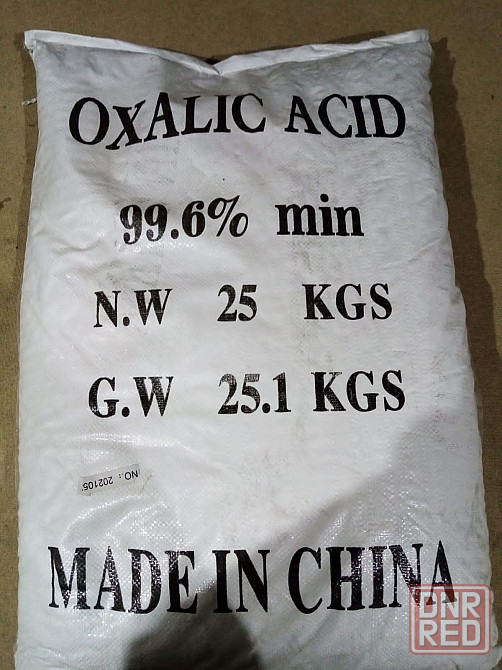 OXALIC ACID
99.6% min
N.W 25 KGS
G.W 25.1 KGS
NO.: 202105
MADE IN CHINA
DNR
RED